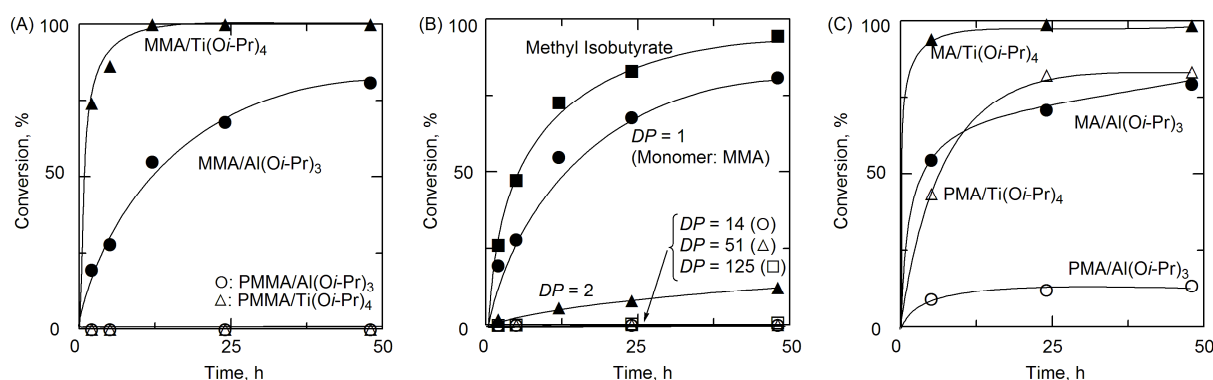 (A)
100
50
0
Conversion, %
MMA/Ti(Oi-Pr)4
MMA/Al(Oi-Pr)3
○: PMMA/Al(Oi-Pr)3
△: PMMA/Ti(Oi-Pr)4
0
25
50
Time, h
(B)
100
50
0
Conversion, %
Methyl Isobutyrate
DP = 1
(Monomer: MMA)
DP = 14 (○)
DP = 51 (△)
DP = 125 (□)
DP = 2
0
25
50
Time, h
(C)
100
50
0
Conversion, %
MA/Ti(Oi-Pr)4
MA/Al(Oi-Pr)3
PMA/Ti(Oi-Pr)4
PMA/Al(Oi-Pr)3
0
25
50
Time, h